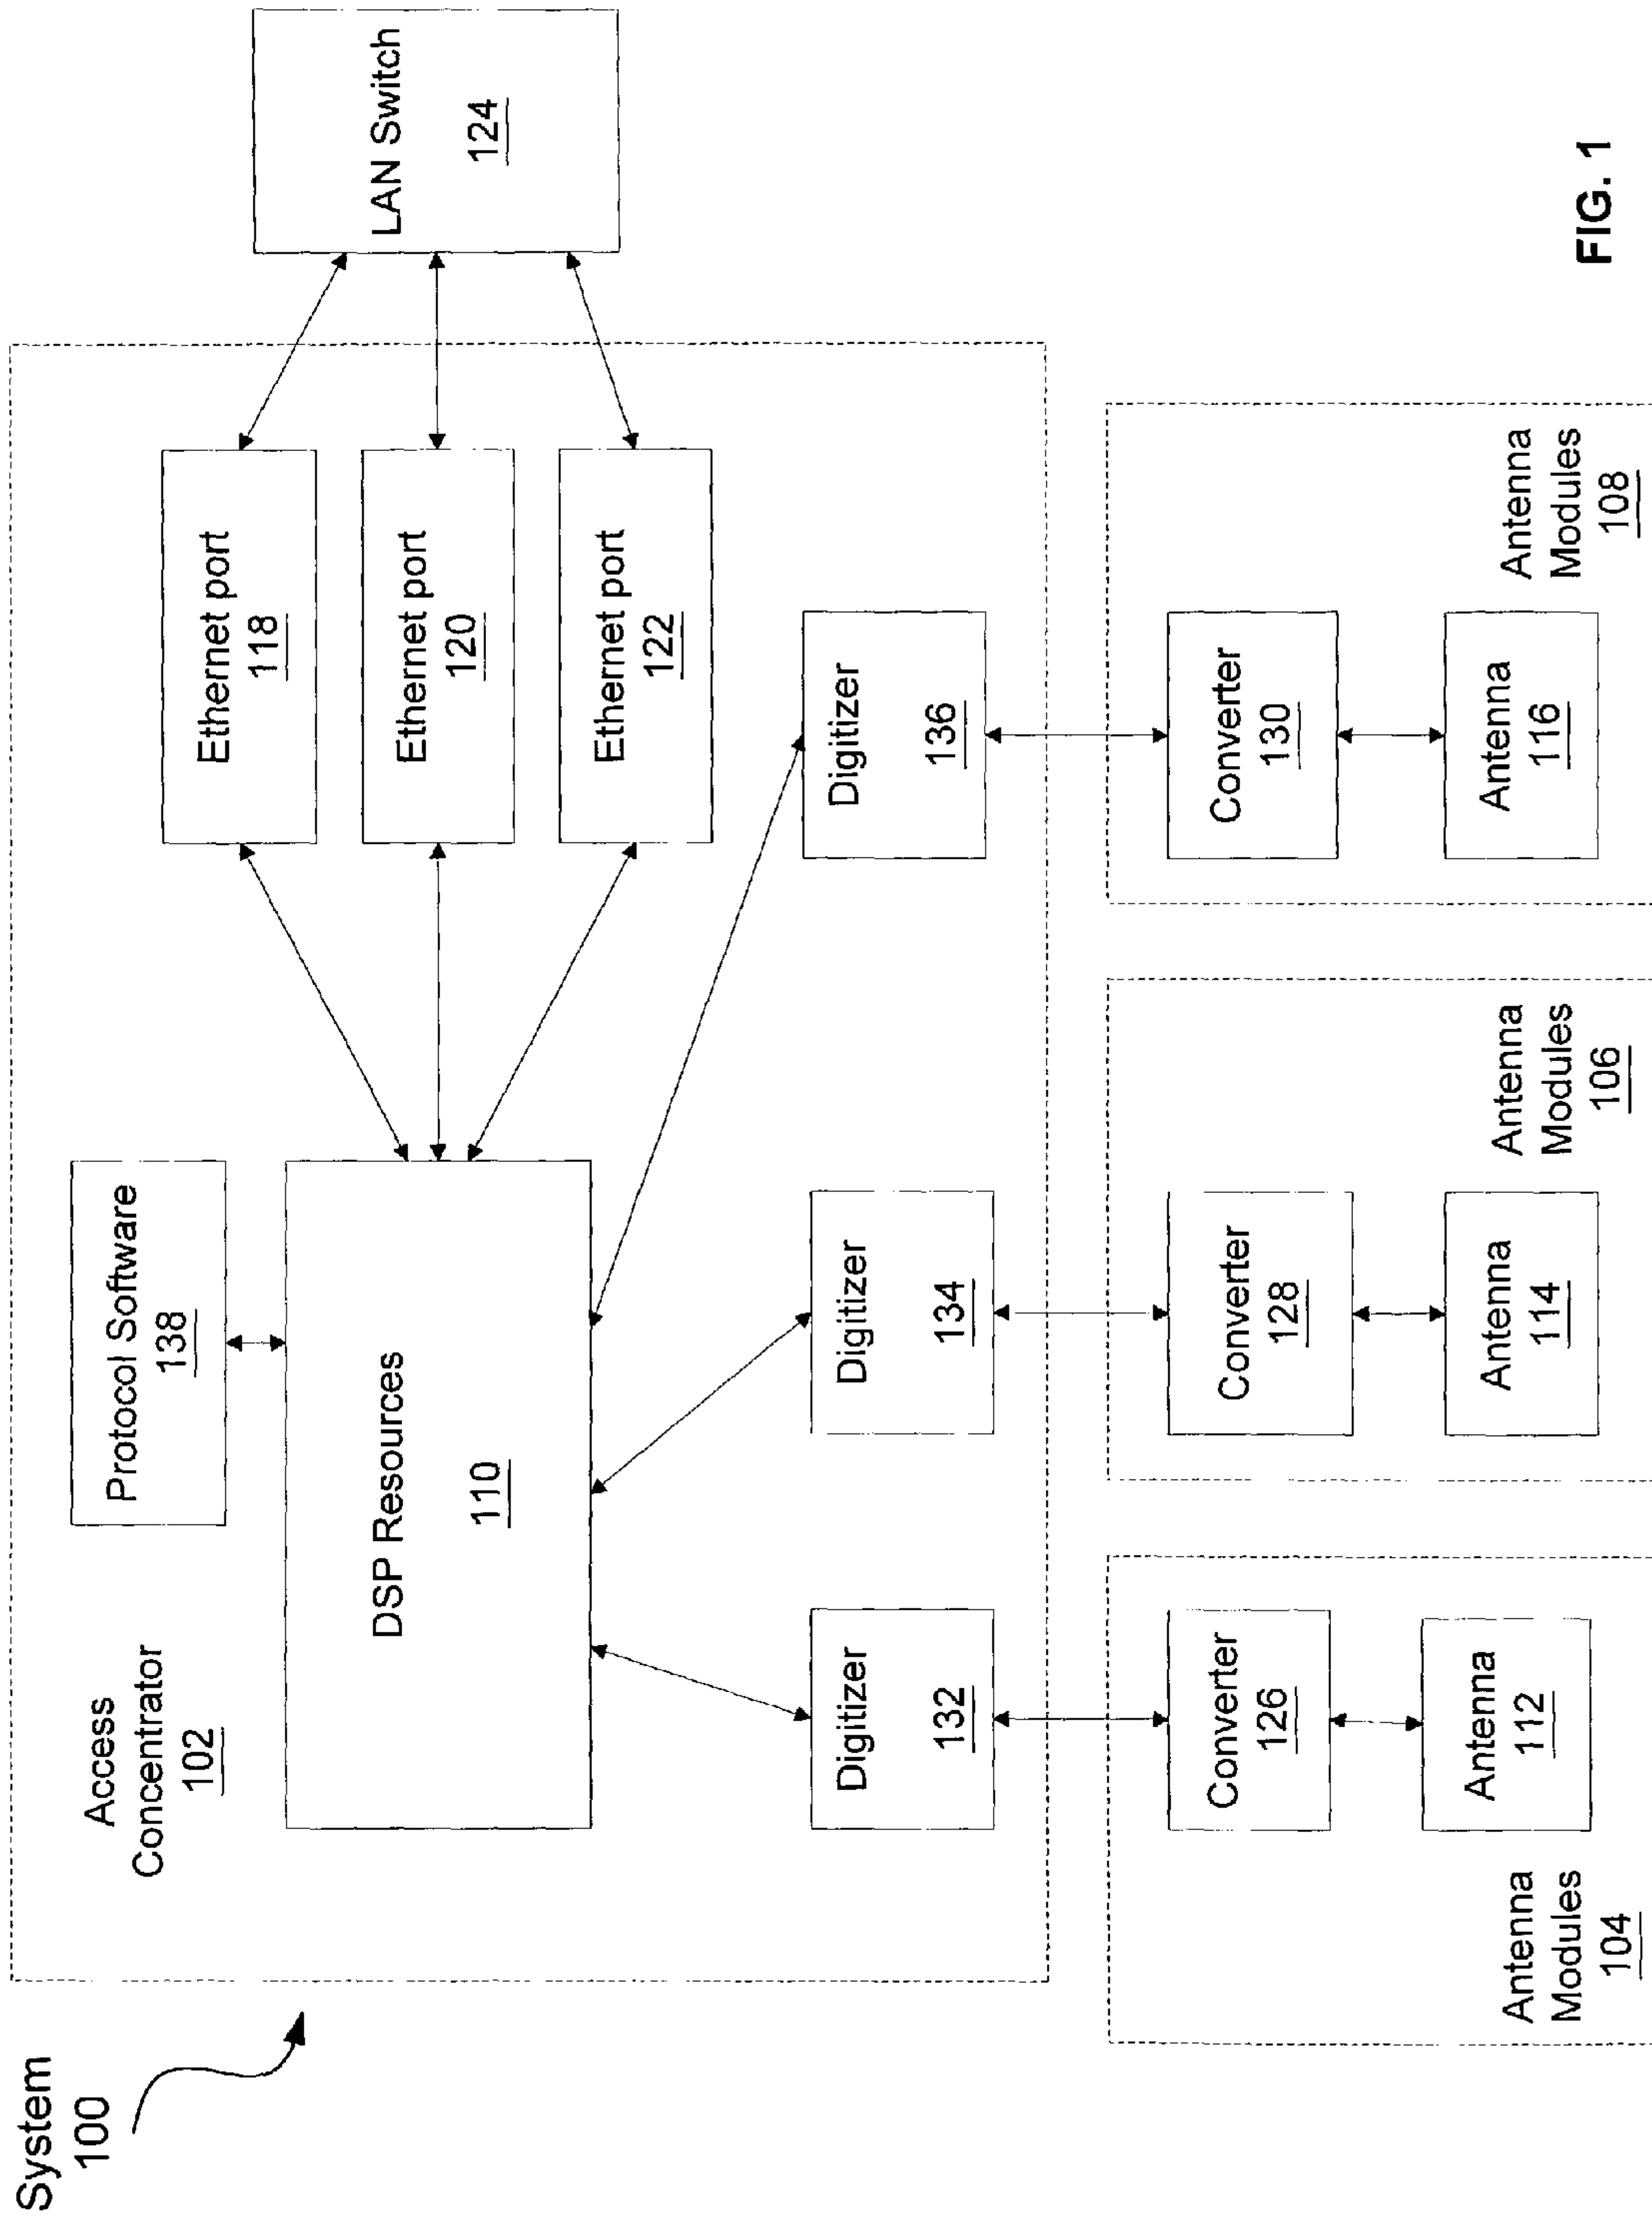 System
100
Access
Concentrator
102
Protocol Software
138
DSP Resources
110
Ethernet port
118
Ethernet port
120
Ethernet port
122
LAN Switch
124
Digitizer
132
Digitizer
134
Digitizer
136
Converter
126
Antenna
112
Antenna
Modules
104
Converter
128
Antenna
114
Antenna
Modules
106
Converter
130
Antenna
116
Antenna
Modules
108
FIG. 1